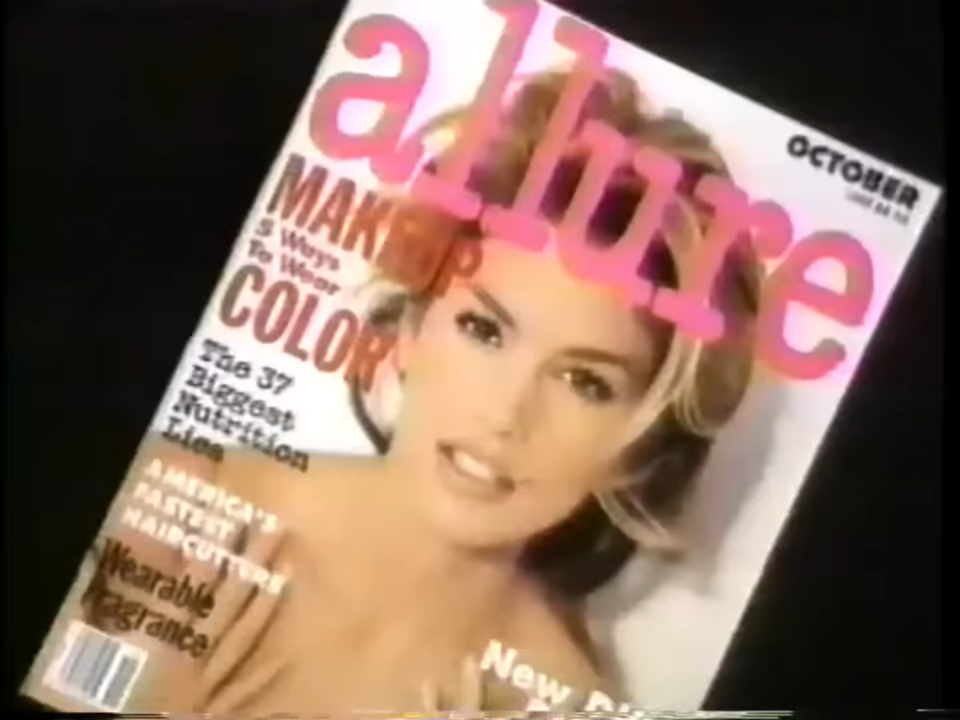 allure
OCTOBER
MAKEUP
5 Ways
To Wear
COLOR
The 37
Biggest
Nutrition
Lies
AMERICA'S
FASTEST
HAIRCUTTERS
Wearable
Fragrance
New